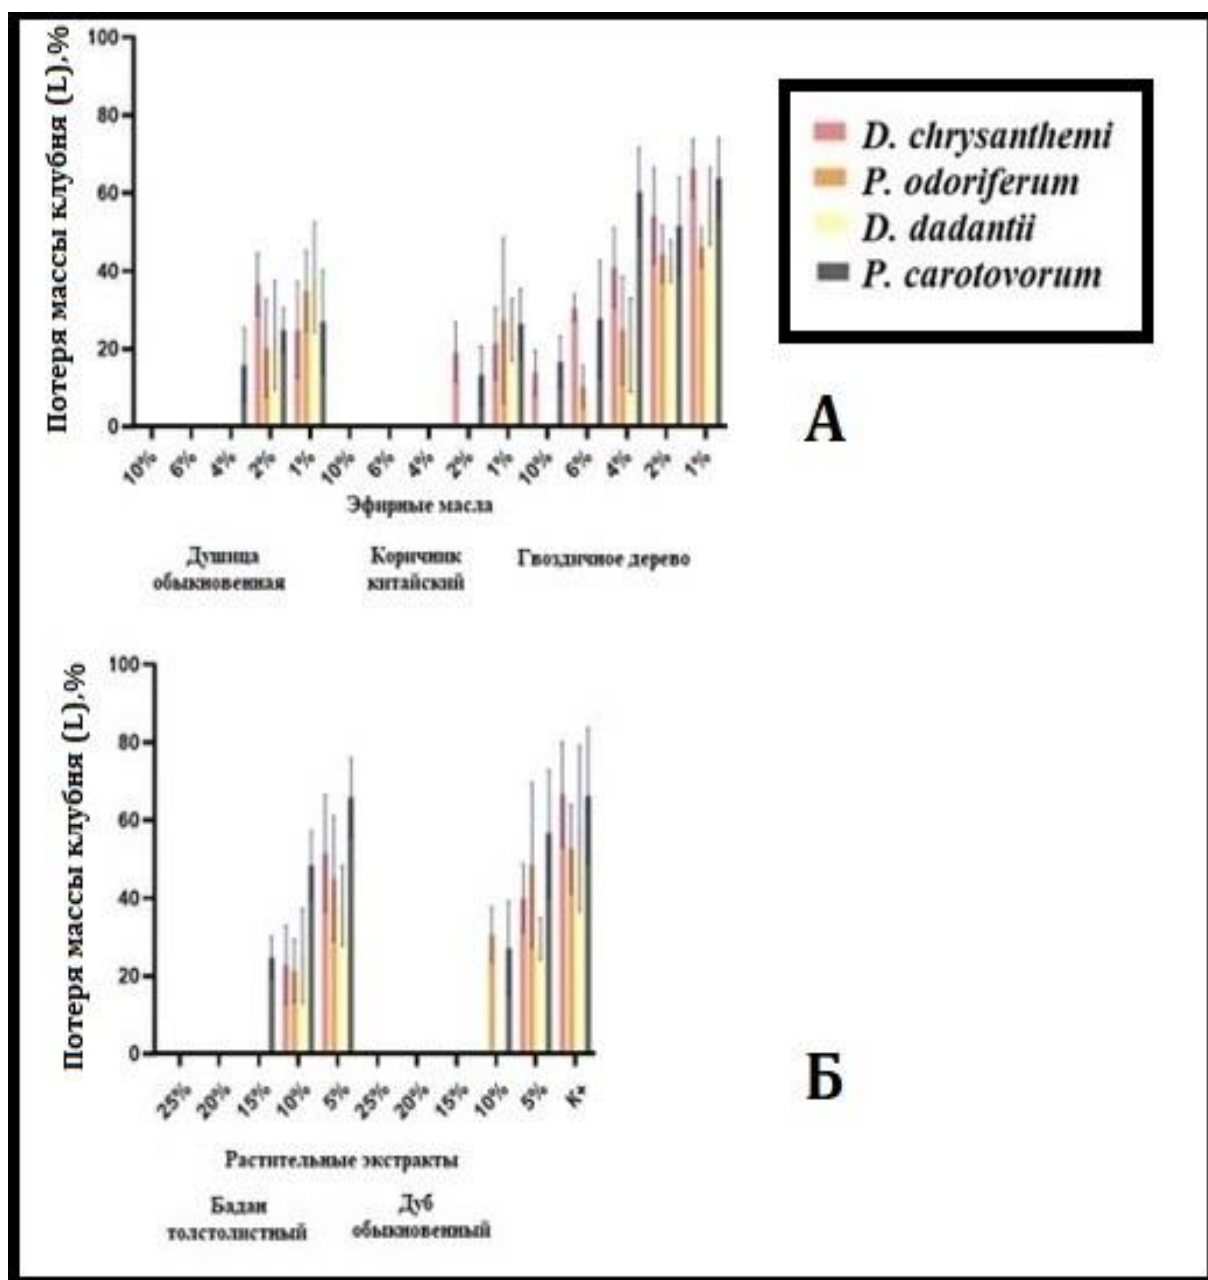 Потеря массы клубня (L),%
100
80
60
40
20
0
10%
6%
4%
2%
1%
10%
6%
4%
2%
1%
10%
6%
4%
2%
1%
Эфирные масла
Душица
обыкновенная
Коричник
китайский
Гвоздичное дерево
D. chrysanthemi
P. odoriferum
D. dadantii
P. carotovorum
А
Потеря массы клубня (L),%
100
80
60
40
20
0
25%
20%
15%
10%
5%
25%
20%
15%
10%
5%
K+
Растительные экстракты
Бадан
толстолистный
Дуб
обыкновенный
Б